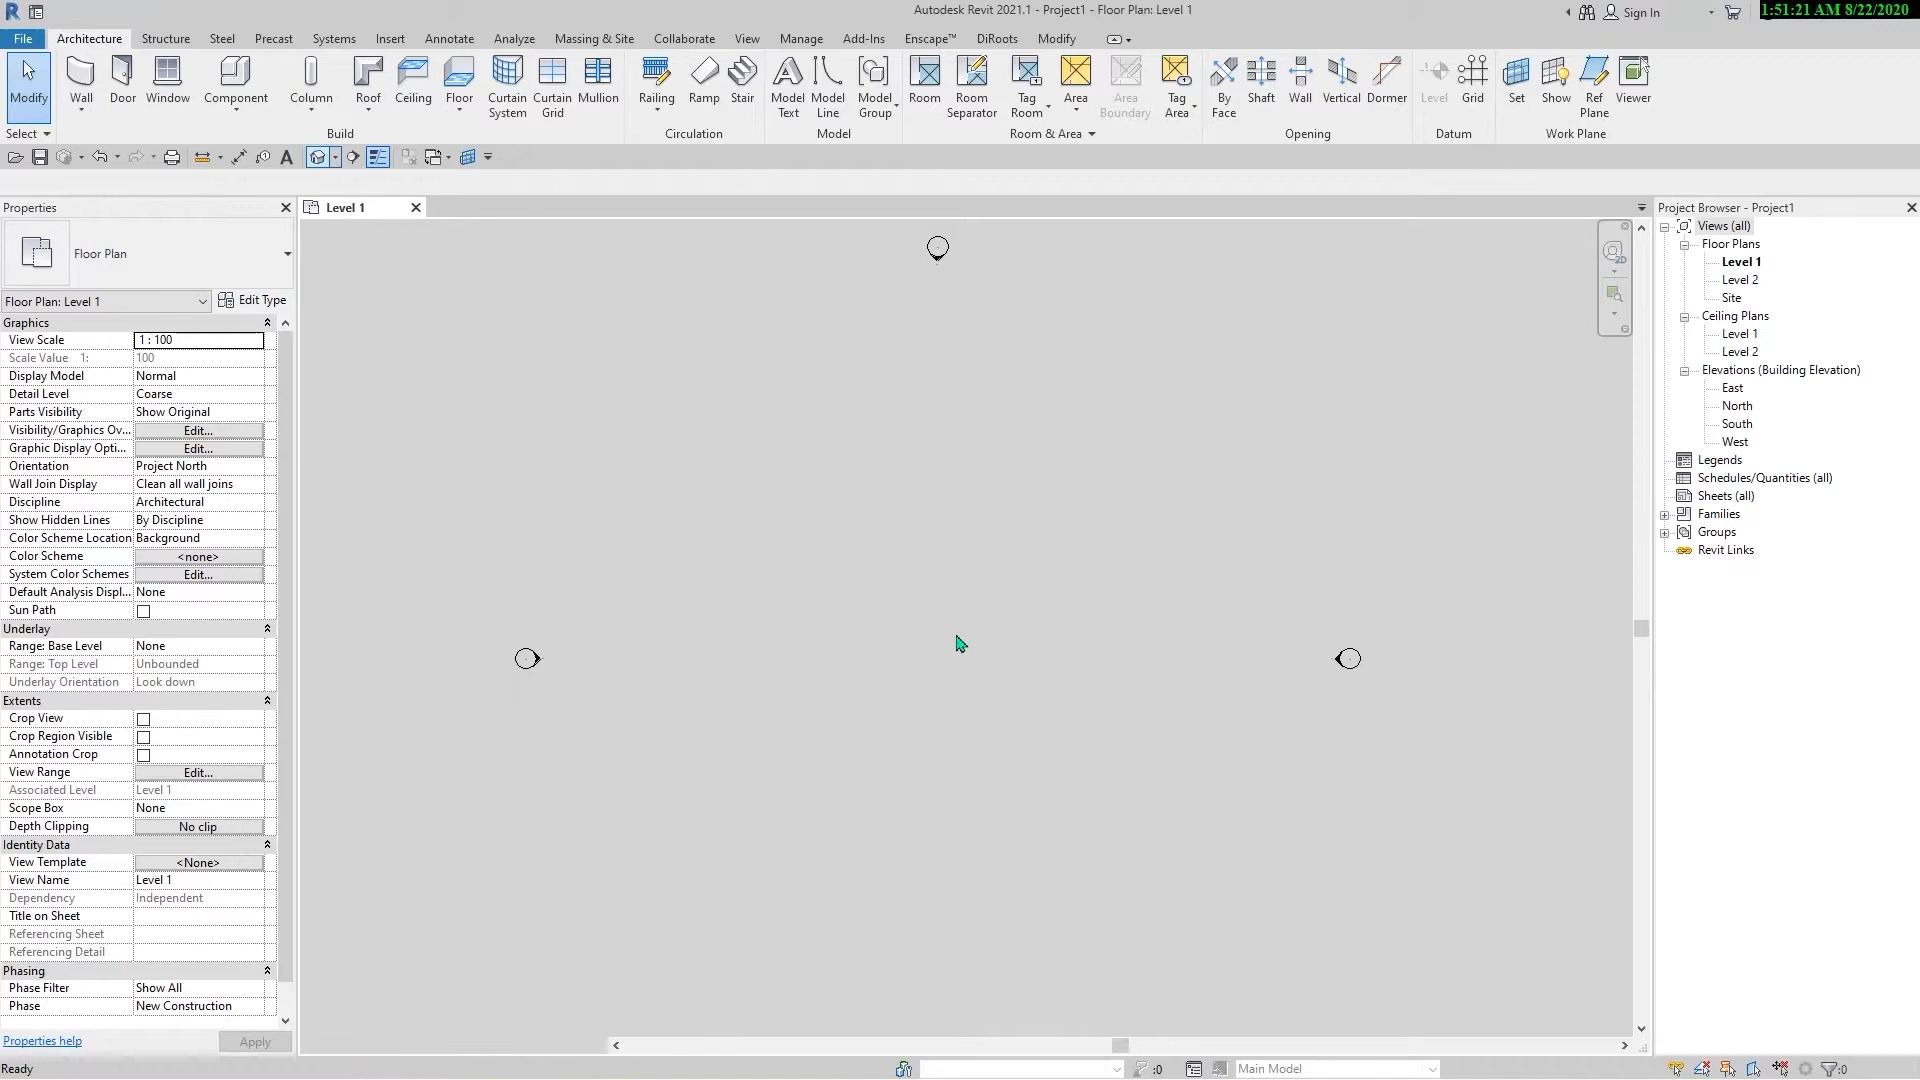 Autodesk Revit 2021.1 - Project1 - Floor Plan: Level 1
Sign In
1:51:21 AM 8/22/2020
File Architecture Structure Steel Precast Systems Insert Annotate Analyze Massing & Site Collaborate View Manage Add-Ins Enscape™ DiRoots Modify
Modify Wall Door Window Component Column Roof Ceiling Floor Curtain System Curtain Grid Mullion Railing Ramp Stair Model Text Model Line Model Group Room Room Separator Tag Room Area Area Boundary Tag Area By Face Shaft Wall Vertical Dormer Level Grid Set Show Ref Plane Viewer
Select Build Circulation Model Room & Area Opening Datum Work Plane
Properties
Floor Plan
Floor Plan: Level 1 Edit Type
Graphics
View Scale 1 : 100
Scale Value 1: 100
Display Model Normal
Detail Level Coarse
Parts Visibility Show Original
Visibility/Graphics Ov... Edit...
Graphic Display Opti... Edit...
Orientation Project North
Wall Join Display Clean all wall joins
Discipline Architectural
Show Hidden Lines By Discipline
Color Scheme Location Background
Color Scheme <none>
System Color Schemes Edit...
Default Analysis Displ... None
Sun Path
Underlay
Range: Base Level None
Range: Top Level Unbounded
Underlay Orientation Look down
Extents
Crop View
Crop Region Visible
Annotation Crop
View Range Edit...
Associated Level Level 1
Scope Box None
Depth Clipping No clip
Identity Data
View Template <None>
View Name Level 1
Dependency Independent
Title on Sheet
Referencing Sheet
Referencing Detail
Phasing
Phase Filter Show All
Phase New Construction
Properties help Apply
Level 1
2D
Project Browser - Project1
Views (all)
Floor Plans
Level 1
Level 2
Site
Ceiling Plans
Level 1
Level 2
Elevations (Building Elevation)
East
North
South
West
Legends
Schedules/Quantities (all)
Sheets (all)
Families
Groups
Revit Links
Ready :0 Main Model :0